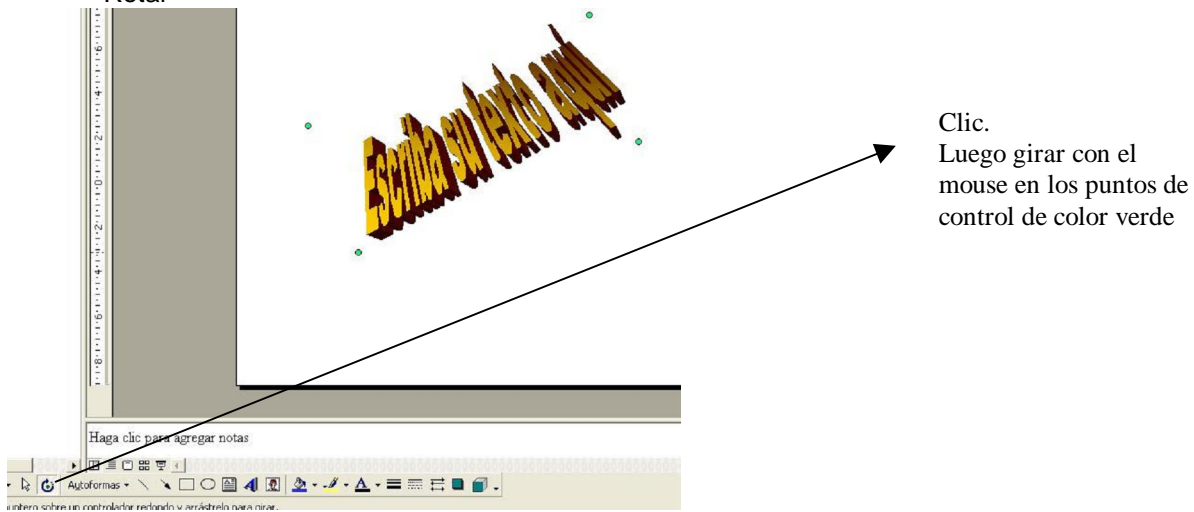 Rotar
Escriba su texto aquí
Clic.
Luego girar con el
mouse en los puntos de
control de color verde
Haga clic para agregar notas
Autoformas
puntero sobre un controlador redondo y arrástrelo para girar.